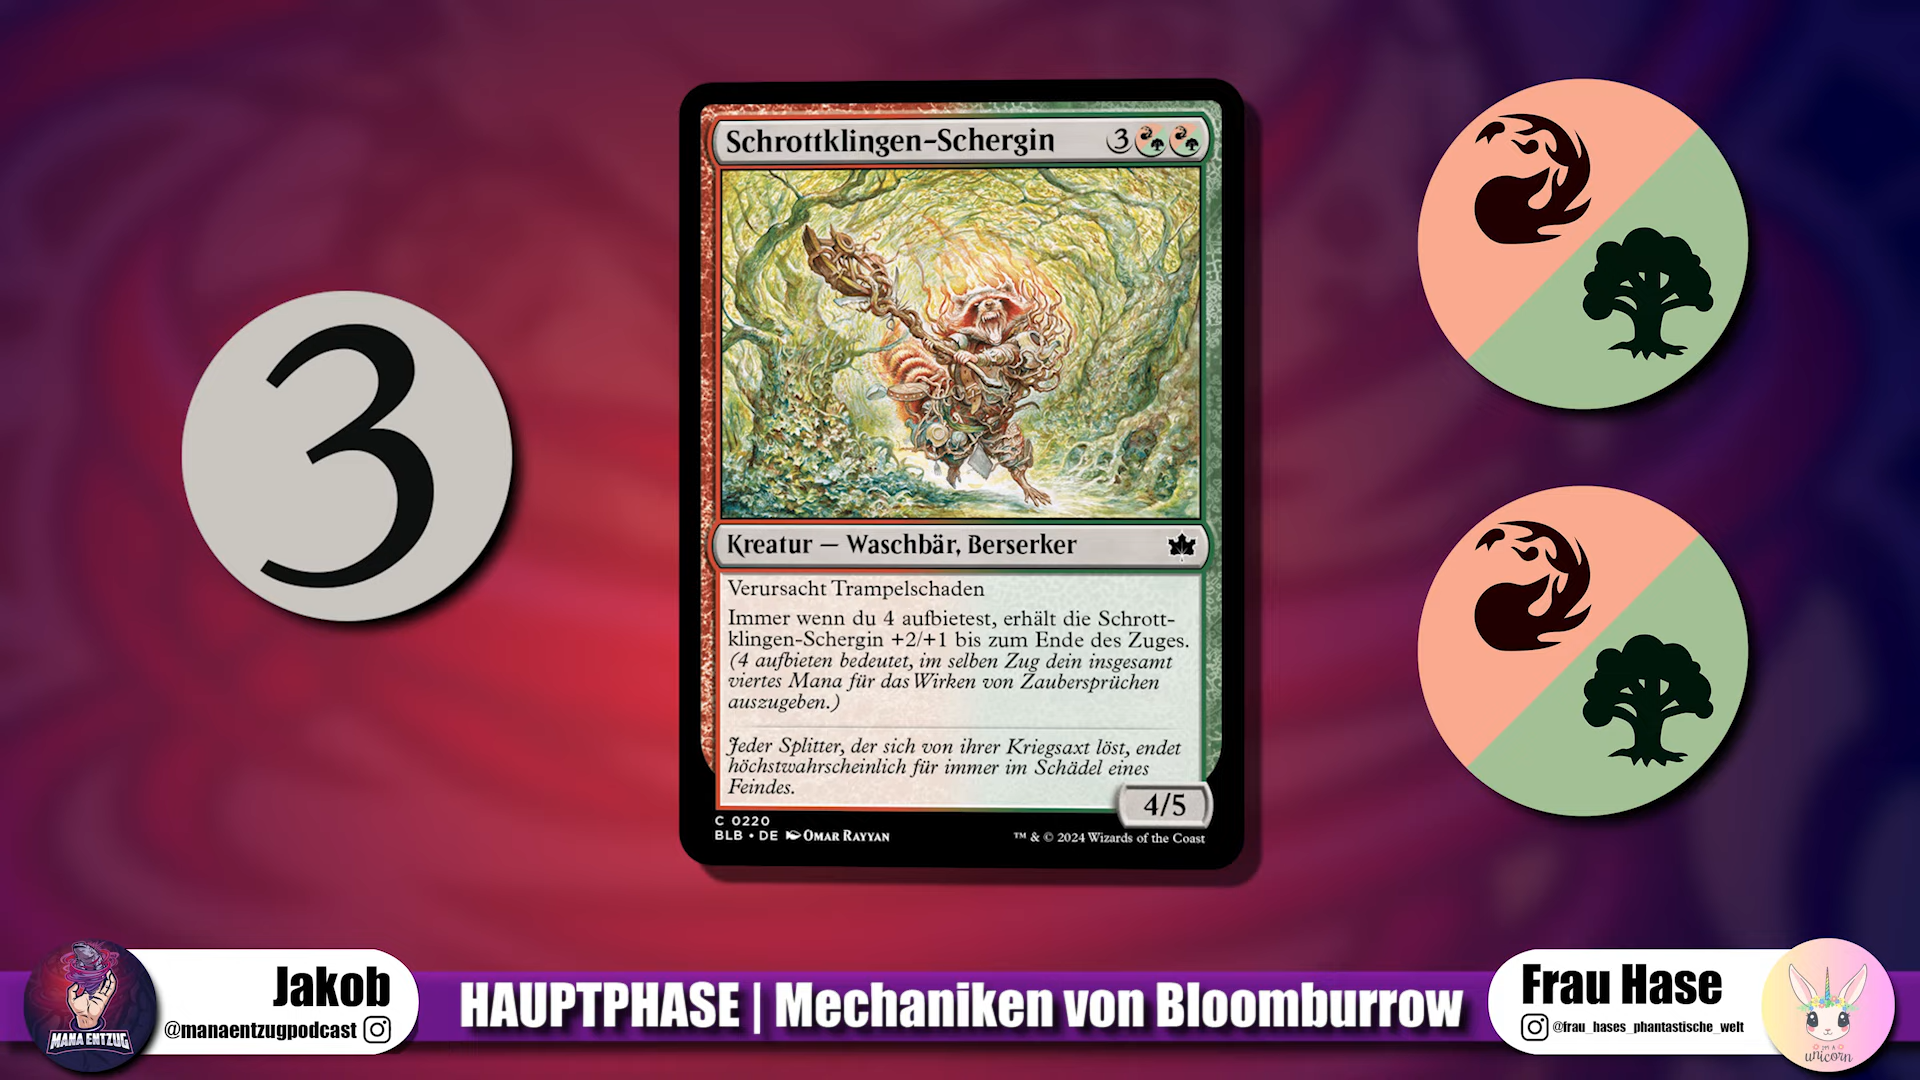 3
Schrottklingen-Schergin
3
Kreatur — Waschbär, Berserker
Verursacht Trampelschaden
Immer wenn du 4 aufbietest, erhält die Schrott-
klingen-Schergin +2/+1 bis zum Ende des Zuges.
(4 aufbieten bedeutet, im selben Zug dein insgesamt
viertes Mana für das Wirken von Zaubersprüchen
auszugeben.)
Jeder Splitter, der sich von ihrer Kriegsaxt löst, endet
höchstwahrscheinlich für immer im Schädel eines
Feindes.
4/5
C 0220
BLB • DE Omar Rayyan
™ & © 2024 Wizards of the Coast
MANA ENTZUG
Jakob
@manaentzugpodcast
HAUPTPHASE | Mechaniken von Bloomburrow
Frau Hase
@frau_hases_phantastische_welt
unicorn